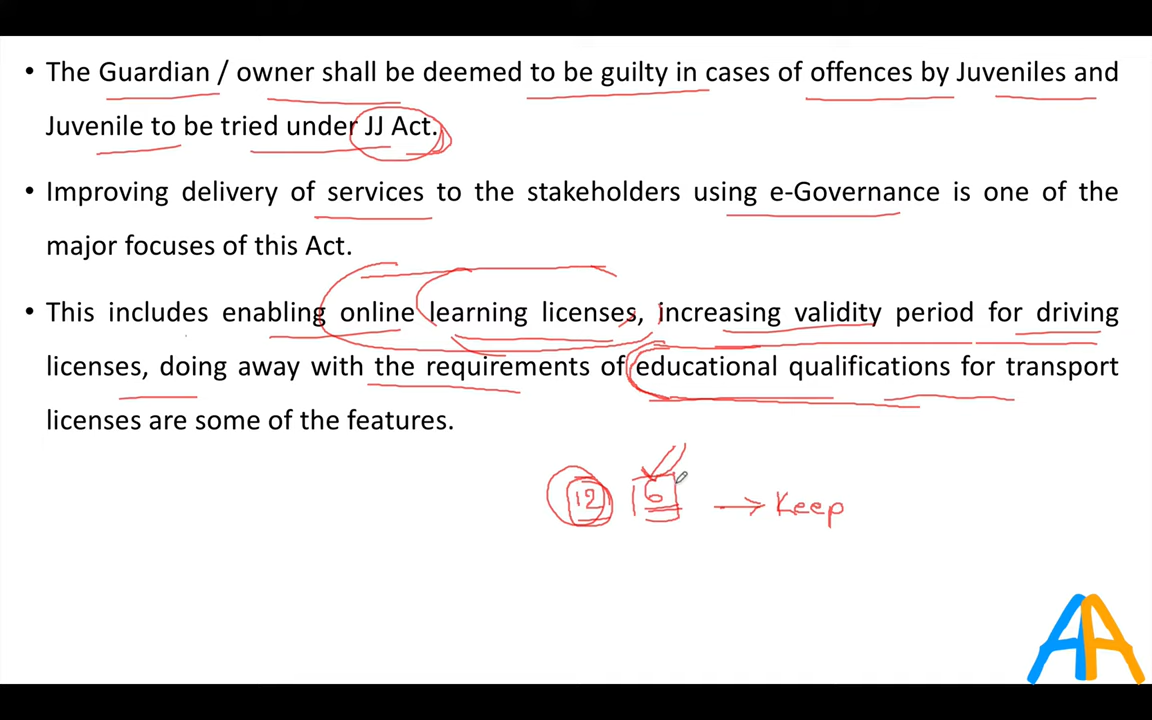 • The Guardian / owner shall be deemed to be guilty in cases of offences by Juveniles and
Juvenile to be tried under JJ Act.
• Improving delivery of services to the stakeholders using e-Governance is one of the
major focuses of this Act.
• This includes enabling online learning licenses, increasing validity period for driving
licenses, doing away with the requirements of educational qualifications for transport
licenses are some of the features.
12 6 → Keep
AA